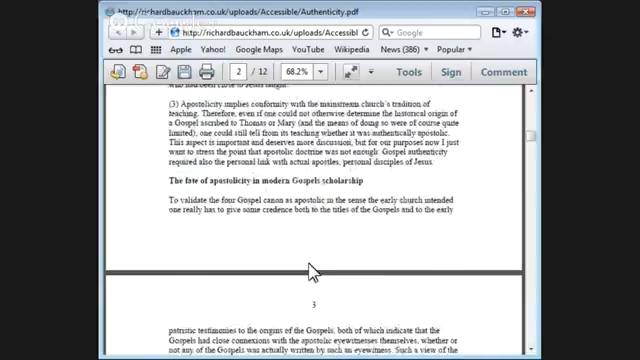 http://richardbauckham.co.uk/uploads/Accessible/Authenticity.pdf
http://richardbauckham.co.uk/uploads/Accessibl
Google
Apple Yahoo! Google Maps YouTube Wikipedia News (386) Popular
2 / 12 68.2% Tools Sign Comment
who had been close to Jesus taught.
(3) Apostolicity implies conformity with the mainstream church's tradition of
teaching. Therefore, even if one could not otherwise determine the historical origin of
a Gospel ascribed to Thomas or Mary (and the means of doing so were of course quite
limited), one could still tell from its teaching whether it was authentically apostolic.
This aspect is important and deserves more discussion, but for our purposes now I just
want to stress the point that apostolic doctrine was not enough. Gospel authenticity
required also the personal link with actual apostles, personal disciples of Jesus.
The fate of apostolicity in modern Gospels scholarship
To validate the four Gospel canon as apostolic in the sense the early church intended
one really has to give some credence both to the titles of the Gospels and to the early
3
patristic testimonies to the origins of the Gospels, both of which indicate that the
Gospels had close connexions with the apostolic eyewitnesses themselves, whether or
not any of the Gospels was actually written by such an eyewitness. Such a view of the